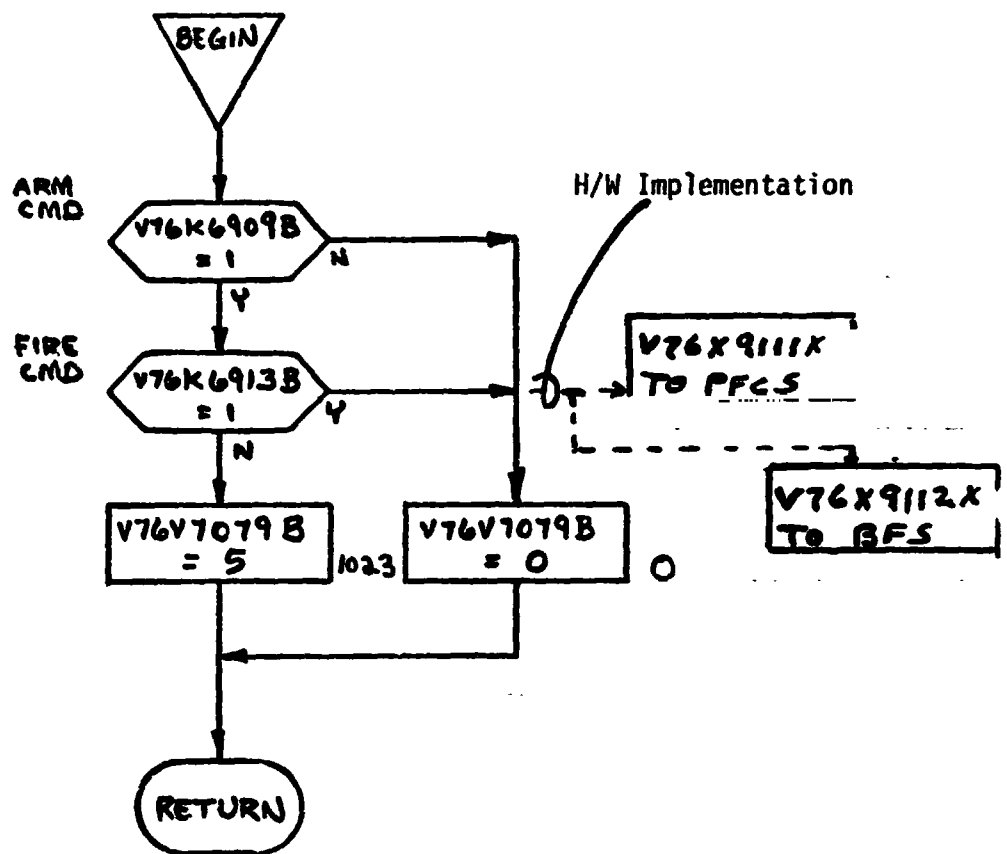 BEGIN
ARM
CMD
V76K6909B
= 1
N
Y
H/W Implementation
FIRE
CMD
V76K6913B
= 1
Y
N
V76X9111X
TO PFCS
V76X9112X
TO BFS
V76V7079B
= 5
1023
V76V7079B
= 0
0
RETURN